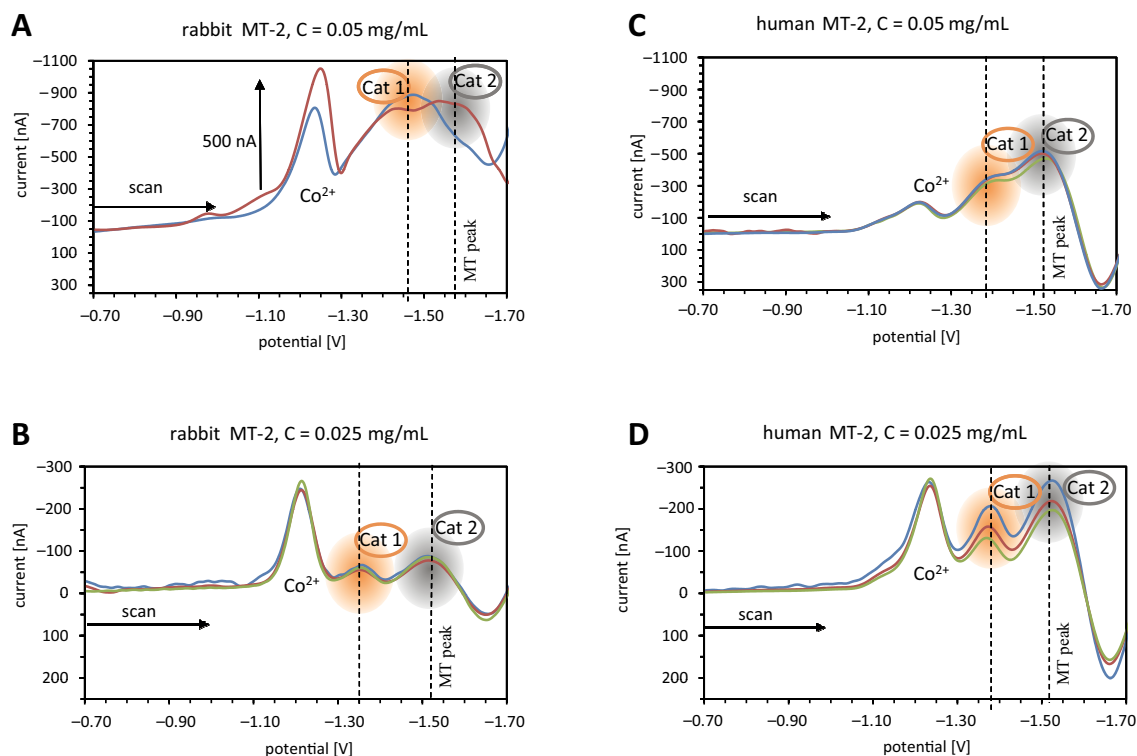 A
rabbit MT-2, C = 0.05 mg/mL
−1100
−900
−700
−500
−300
−100
100
300
current [nA]
500 nA
scan
Co2+
Cat 1
Cat 2
MT peak
−0.70
−0.90
−1.10
−1.30
−1.50
−1.70
potential [V]
C
human MT-2, C = 0.05 mg/mL
−1100
−900
−700
−500
−300
−100
100
300
current [nA]
scan
Co2+
Cat 1
Cat 2
MT peak
−0.70
−0.90
−1.10
−1.30
−1.50
−1.70
potential [V]
B
rabbit MT-2, C = 0.025 mg/mL
−300
−200
−100
0
100
200
current [nA]
scan
Co2+
Cat 1
Cat 2
MT peak
−0.70
−0.90
−1.10
−1.30
−1.50
−1.70
potential [V]
D
human MT-2, C = 0.025 mg/mL
−300
−200
−100
0
100
200
current [nA]
scan
Co2+
Cat 1
Cat 2
MT peak
−0.70
−0.90
−1.10
−1.30
−1.50
−1.70
potential [V]